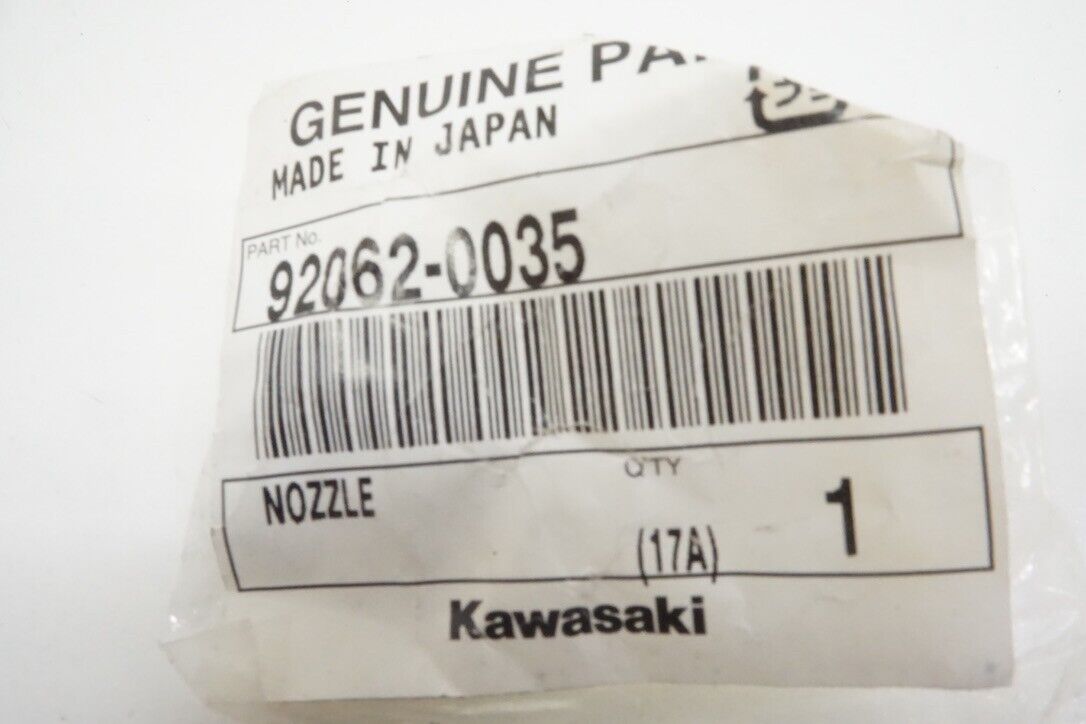 GENUINE PA
MADE IN JAPAN
PART No.
92062-0035
NOZZLE
Q'TY
(17A)
1
Kawasaki